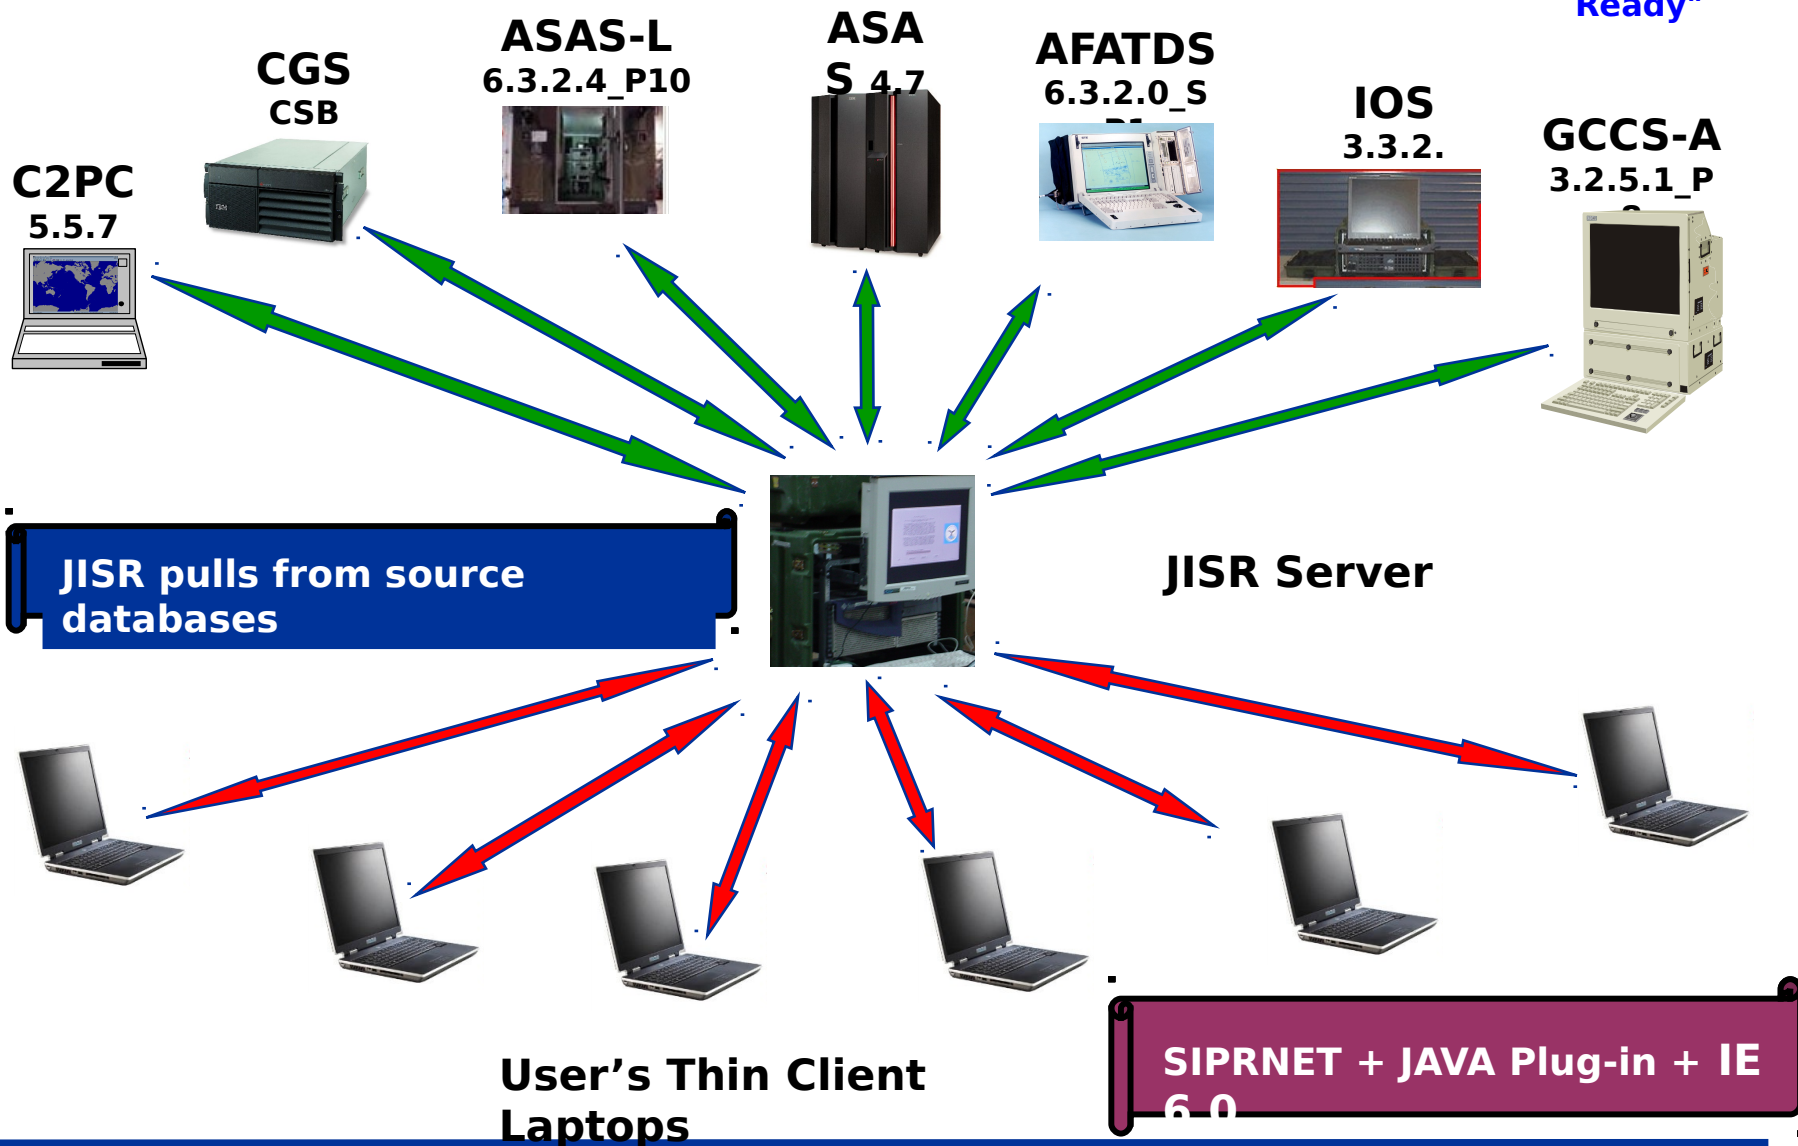 Ready"
ASAS-L
6.3.2.4_P10
ASA
S 4.7
AFATDS
6.3.2.0_S
CGS
CSB
IOS
3.3.2.
GCCS-A
3.2.5.1_P
C2PC
5.5.7
JISR pulls from source
databases
JISR Server
User’s Thin Client
Laptops
SIPRNET + JAVA Plug-in + IE
6.0